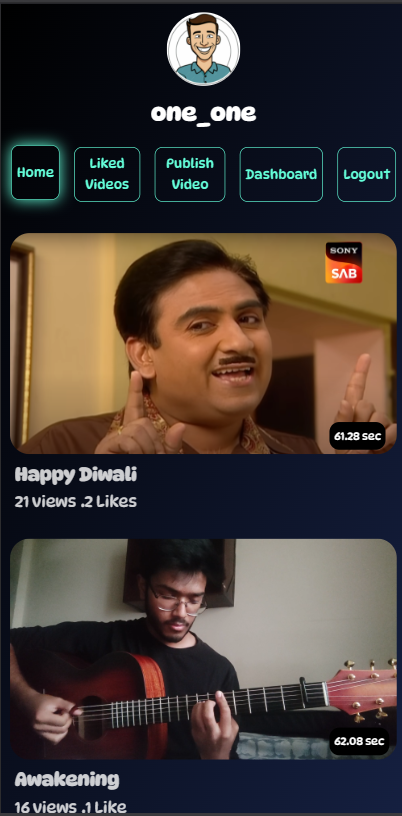 one_one
Home
Liked
Videos
Publish
Video
Dashboard
Logout
SONY
SAB
61.28 sec
Happy Diwali
21 views .2 Likes
62.08 sec
Awakening
16 views .1 Like